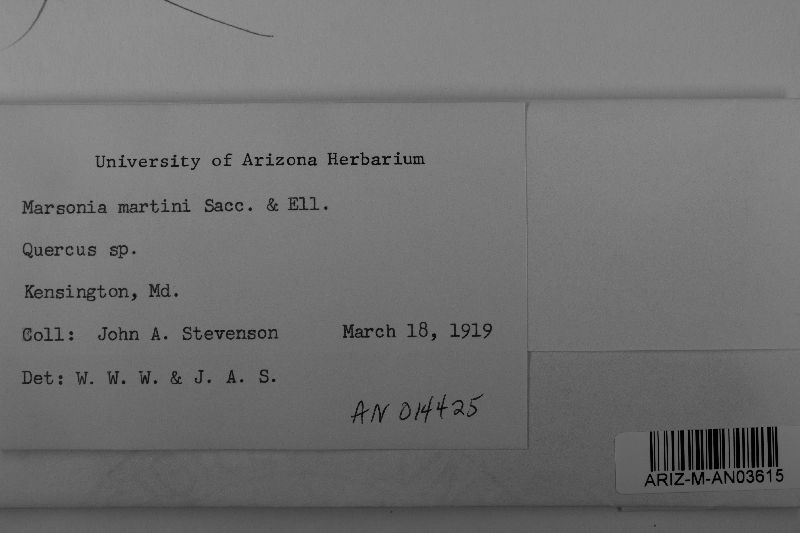 University of Arizona Herbarium
Marsonia martini Sacc. & Ell.
Quercus sp.
Kensington, Md.
Coll: John A. Stevenson March 18, 1919
Det: W. W. W. & J. A. S.
AN 014425
ARIZ-M-AN03615